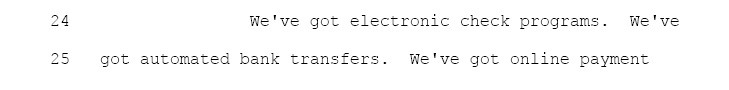 24 We've got electronic check programs. We've
25 got automated bank transfers. We've got online payment